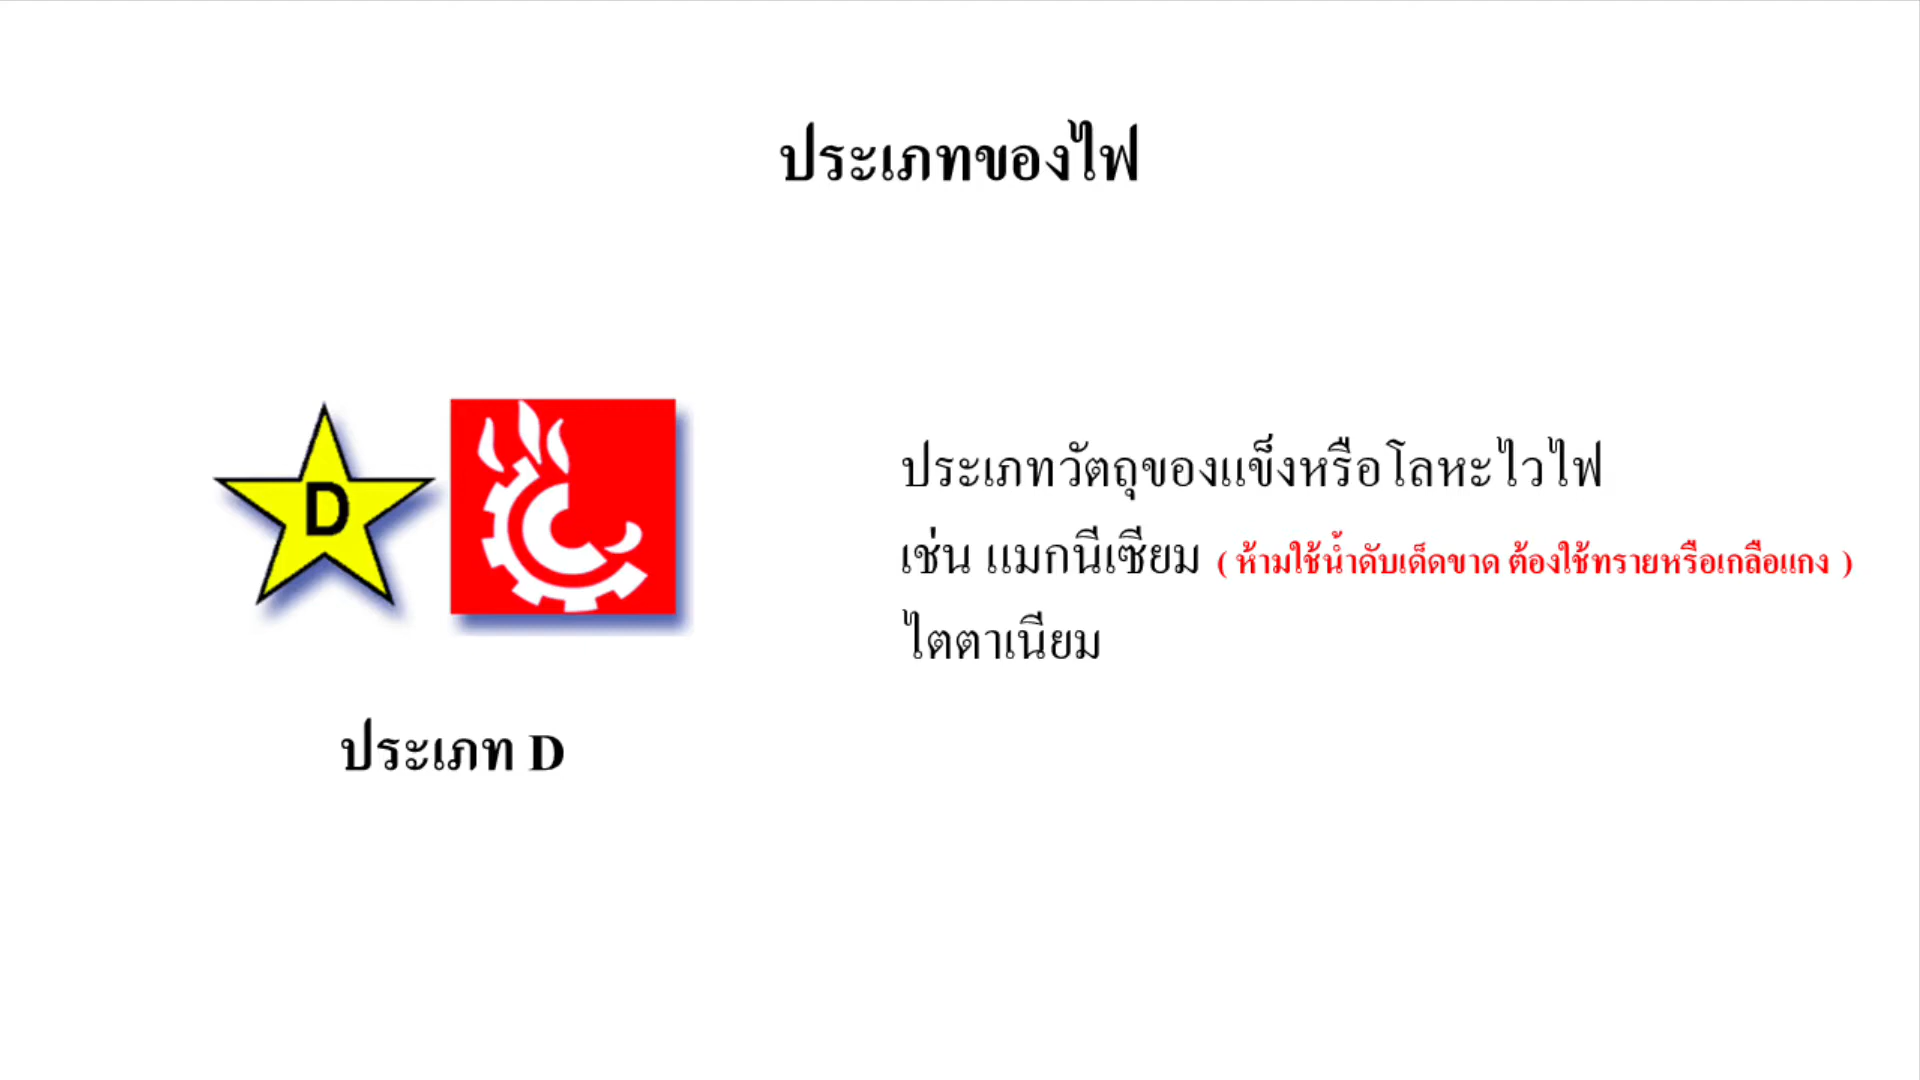 ประเภทของไฟ
D
ประเภทวัตถุของแข็งหรือโลหะไวไฟ
เช่น แมกนีเซียม ( ห้ามใช้น้ำดับเด็ดขาด ต้องใช้ทรายหรือเกลือแกง )
ไตตาเนียม
ประเภท D